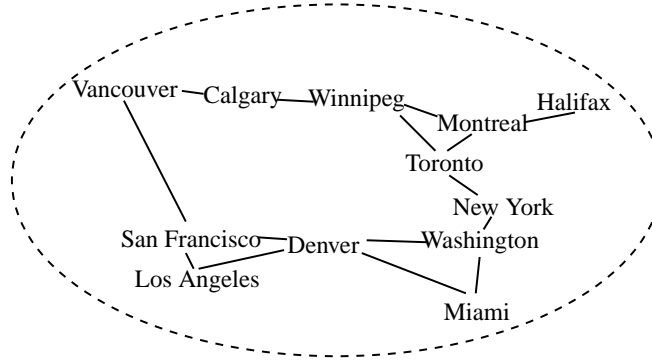 Vancouver
Calgary
Winnipeg
Halifax
Montreal
Toronto
New York
San Francisco
Denver
Washington
Los Angeles
Miami